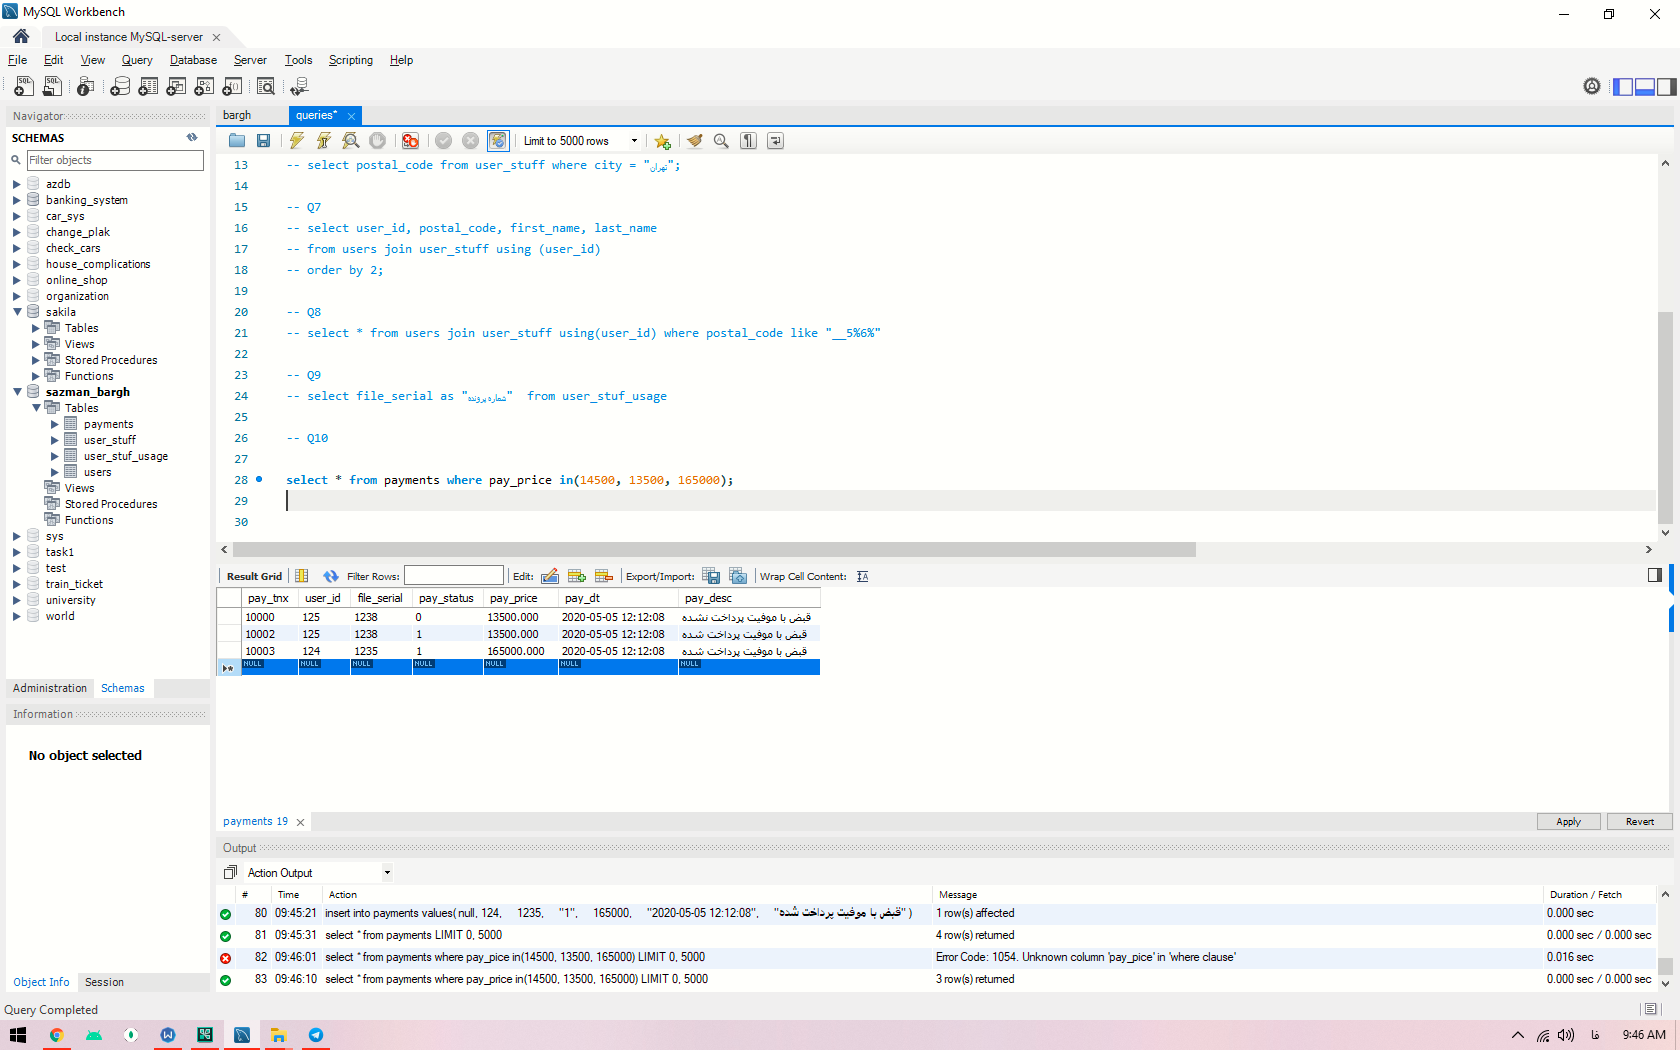 MySQL Workbench
Local instance MySQL-server
File Edit View Query Database Server Tools Scripting Help
Navigator
SCHEMAS
Filter objects
azdb
banking_system
car_sys
change_plak
check_cars
house_complications
online_shop
organization
sakila
Tables
Views
Stored Procedures
Functions
sazman_bargh
Tables
payments
user_stuff
user_stuf_usage
users
Views
Stored Procedures
Functions
sys
task1
test
train_ticket
university
world
Administration Schemas
Information
No object selected
Object Info Session
bargh queries*
Limit to 5000 rows
13 -- select postal_code from user_stuff where city = "تهران";
14
15 -- Q7
16 -- select user_id, postal_code, first_name, last_name
17 -- from users join user_stuff using (user_id)
18 -- order by 2;
19
20 -- Q8
21 -- select * from users join user_stuff using(user_id) where postal_code like "__5%6%"
22
23 -- Q9
24 -- select file_serial as "شماره پرونده" from user_stuf_usage
25
26 -- Q10
27
28 select * from payments where pay_price in(14500, 13500, 165000);
29
30
Result Grid Filter Rows: Edit: Export/Import: Wrap Cell Content:
pay_tnx user_id file_serial pay_status pay_price pay_dt pay_desc
10000 125 1238 0 13500.000 2020-05-05 12:12:08 قبض با موفیت پرداخت نشده
10002 125 1238 1 13500.000 2020-05-05 12:12:08 قبض با موفیت پرداخت شده
10003 124 1235 1 165000.000 2020-05-05 12:12:08 قبض با موفیت پرداخت شده
NULL NULL NULL NULL NULL NULL NULL
payments 19 Apply Revert
Output
Action Output
# Time Action Message Duration / Fetch
80 09:45:21 insert into payments values( null, 124, 1235, "1", 165000, "2020-05-05 12:12:08", "قبض با موفیت پرداخت شده" ) 1 row(s) affected 0.000 sec
81 09:45:31 select * from payments LIMIT 0, 5000 4 row(s) returned 0.000 sec / 0.000 sec
82 09:46:01 select * from payments where pay_pice in(14500, 13500, 165000) LIMIT 0, 5000 Error Code: 1054. Unknown column 'pay_pice' in 'where clause' 0.016 sec
83 09:46:10 select * from payments where pay_price in(14500, 13500, 165000) LIMIT 0, 5000 3 row(s) returned 0.000 sec / 0.000 sec
Query Completed
فا 9:46 AM